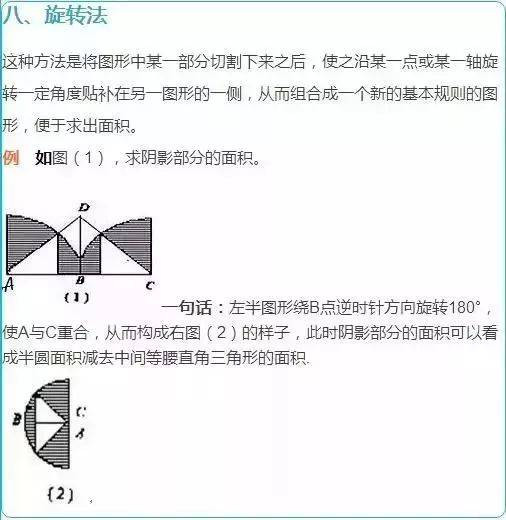 八、旋转法
这种方法是将图形中某一部分切割下来之后，使之沿某一点或某一轴旋
转一定角度贴补在另一图形的一侧，从而组合成一个新的基本规则的图
形，便于求出面积。
例 如图（1），求阴影部分的面积。
D
A B C
(1)
一句话：左半图形绕B点逆时针方向旋转180°，
使A与C重合，从而构成右图（2）的样子，此时阴影部分的面积可以看
成半圆面积减去中间等腰直角三角形的面积.
C
B
A
(2) .